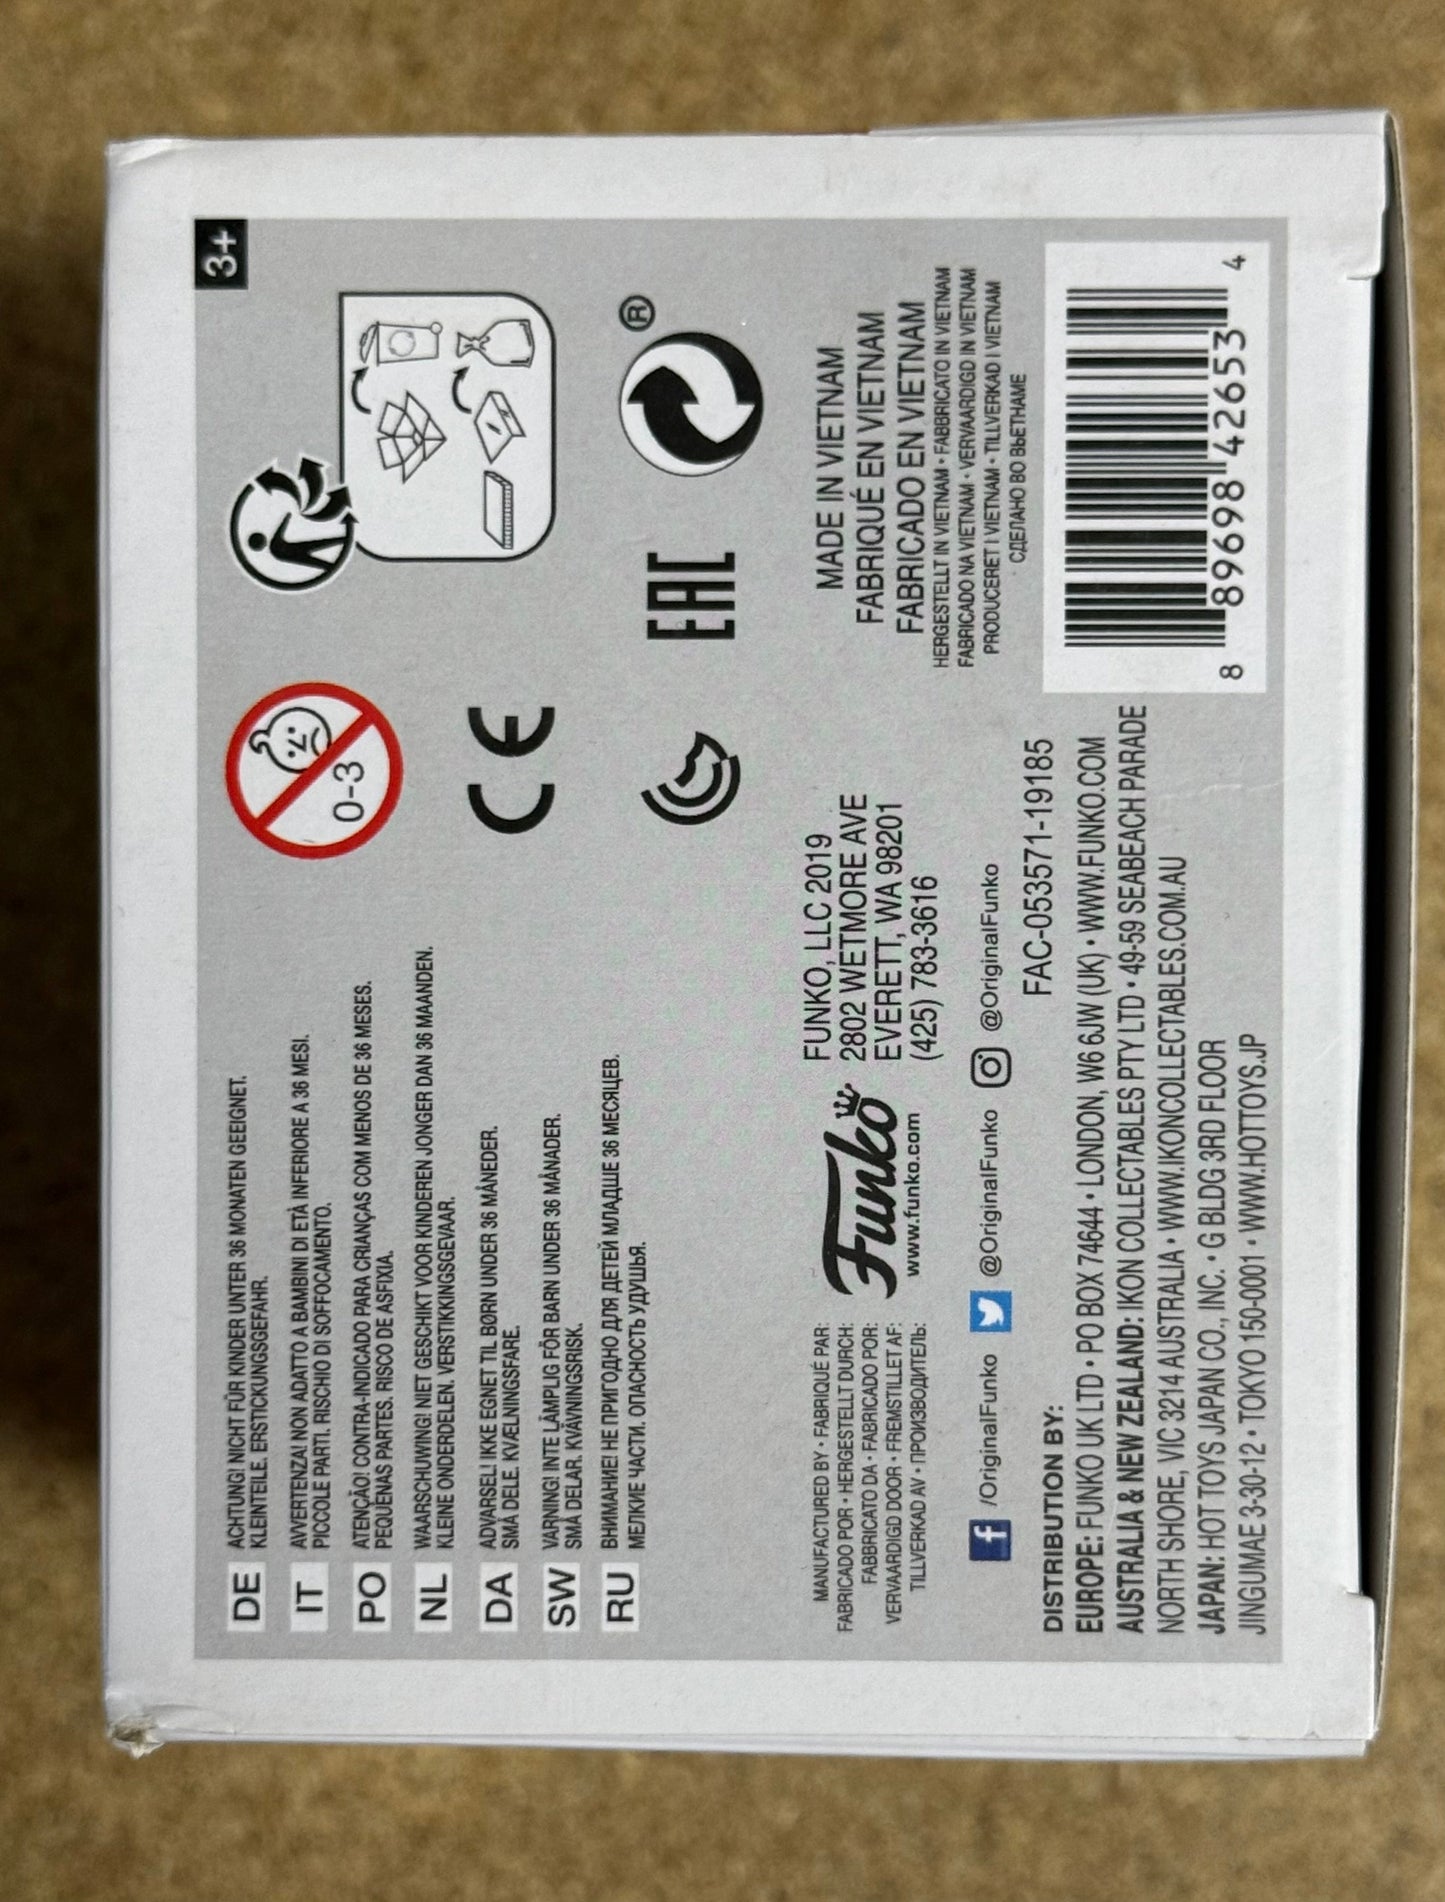 3+
DE
ACHTUNG! NICHT FÜR KINDER UNTER 36 MONATEN GEEIGNET.
KLEINTEILE. ERSTICKUNGSGEFAHR.
IT
AVVERTENZA! NON ADATTO A BAMBINI DI ETÀ INFERIORE A 36 MESI.
PICCOLE PARTI. RISCHIO DI SOFFOCAMENTO.
PO
ATENÇÃO! CONTRA-INDICADO PARA CRIANÇAS COM MENOS DE 36 MESES.
PEQUENAS PARTES. RISCO DE ASFIXIA.
NL
WAARSCHUWING! NIET GESCHIKT VOOR KINDEREN JONGER DAN 36 MAANDEN.
KLEINE ONDERDELEN. VERSTIKKINGSGEVAAR.
DA
ADVARSEL! IKKE EGNET TIL BØRN UNDER 36 MÅNEDER.
SMÅ DELE. KVÆLNINGSFARE.
SW
VARNING! INTE LÄMPLIG FÖR BARN UNDER 36 MÅNADER.
SMÅ DELAR. KVÄVNINGSRISK.
RU
ВНИМАНИЕ! НЕ ПРИГОДНО ДЛЯ ДЕТЕЙ МЛАДШЕ 36 МЕСЯЦЕВ.
МЕЛКИЕ ЧАСТИ. ОПАСНОСТЬ УДУШЬЯ.
0-3
CE
EAC
®
MANUFACTURED BY • FABRIQUÉ PAR:
FABRICADO POR • HERGESTELLT DURCH:
FABBRICATO DA • FABRICADO POR:
VERVAARDIGD DOOR • FREMSTILLET AF:
TILLVERKAD AV • ПРОИЗВОДИТЕЛЬ:
Funko
www.funko.com
FUNKO, LLC 2019
2802 WETMORE AVE
EVERETT, WA 98201
(425) 783-3616
MADE IN VIETNAM
FABRIQUÉ EN VIETNAM
FABRICADO EN VIETNAM
HERGESTELLT IN VIETNAM • FABBRICATO IN VIETNAM
FABRICADO NA VIETNAM • VERVAARDIGD IN VIETNAM
PRODUCERET I VIETNAM • TILLVERKAD I VIETNAM
СДЕЛАНО ВО ВЬЕТНАМЕ
f /OriginalFunko @OriginalFunko @OriginalFunko
FAC-053571-19185
DISTRIBUTION BY:
EUROPE: FUNKO UK LTD • PO BOX 74644 • LONDON, W6 6JW (UK) • WWW.FUNKO.COM
AUSTRALIA & NEW ZEALAND: IKON COLLECTABLES PTY LTD • 49-59 SEABEACH PARADE
NORTH SHORE, VIC 3214 AUSTRALIA • WWW.IKONCOLLECTABLES.COM.AU
JAPAN: HOT TOYS JAPAN CO., INC. • G BLDG 3RD FLOOR
JINGUMAE 3-30-12 • TOKYO 150-0001 • WWW.HOTTOYS.JP
8 89698 42653 4